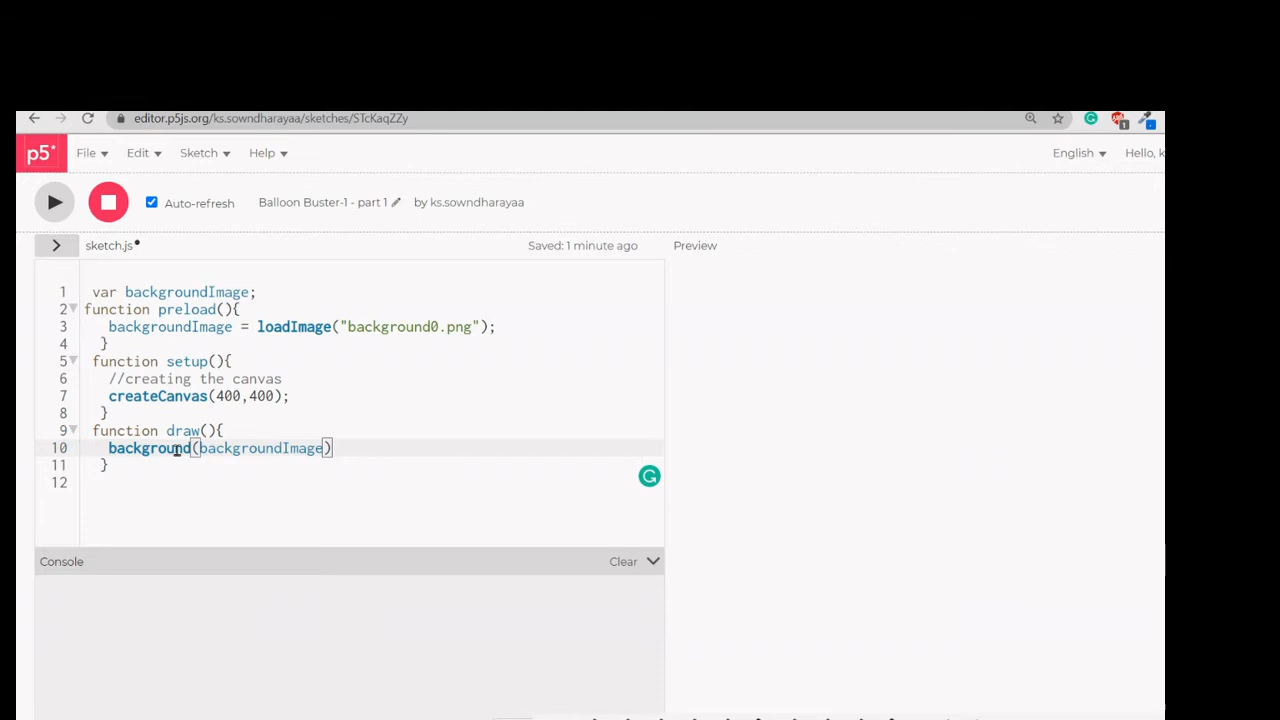 editor.p5js.org/ks.sowndharayaa/sketches/STcKaqZZy
p5* File Edit Sketch Help English Hello, k
Auto-refresh Balloon Buster-1 - part 1 by ks.sowndharayaa
> sketch.js• Saved: 1 minute ago Preview
1 var backgroundImage;
2 function preload(){
3 backgroundImage = loadImage("background0.png");
4 }
5 function setup(){
6 //creating the canvas
7 createCanvas(400,400);
8 }
9 function draw(){
10 background(backgroundImage)
11 }
12
Console Clear